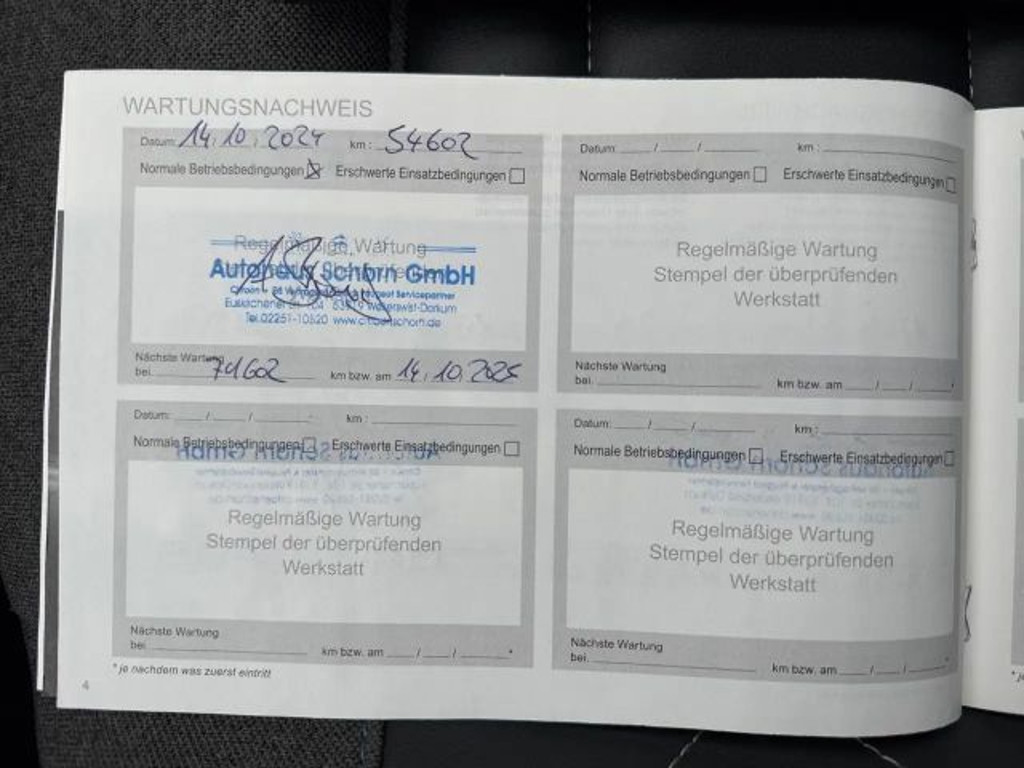 WARTUNGSNACHWEIS
Datum: 14.10.2024 km: 54602
Normale Betriebsbedingungen Erschwerte Einsatzbedingungen
Regelmäßige Wartung
Autohaus Schorn GmbH
Tel.02251-10520
Nächste Wartung
bei 79602 km bzw. am 14.10.2025
Datum: / / km:
Normale Betriebsbedingungen Erschwerte Einsatzbedingungen
Regelmäßige Wartung
Stempel der überprüfenden
Werkstatt
Nächste Wartung
bei km bzw. am / / *
Datum: / / km:
Normale Betriebsbedingungen Erschwerte Einsatzbedingungen
Regelmäßige Wartung
Stempel der überprüfenden
Werkstatt
Nächste Wartung
bei km bzw. am / / *
Datum: / / km:
Normale Betriebsbedingungen Erschwerte Einsatzbedingungen
Regelmäßige Wartung
Stempel der überprüfenden
Werkstatt
Nächste Wartung
bei km bzw. am / / *
* je nachdem was zuerst eintritt
4